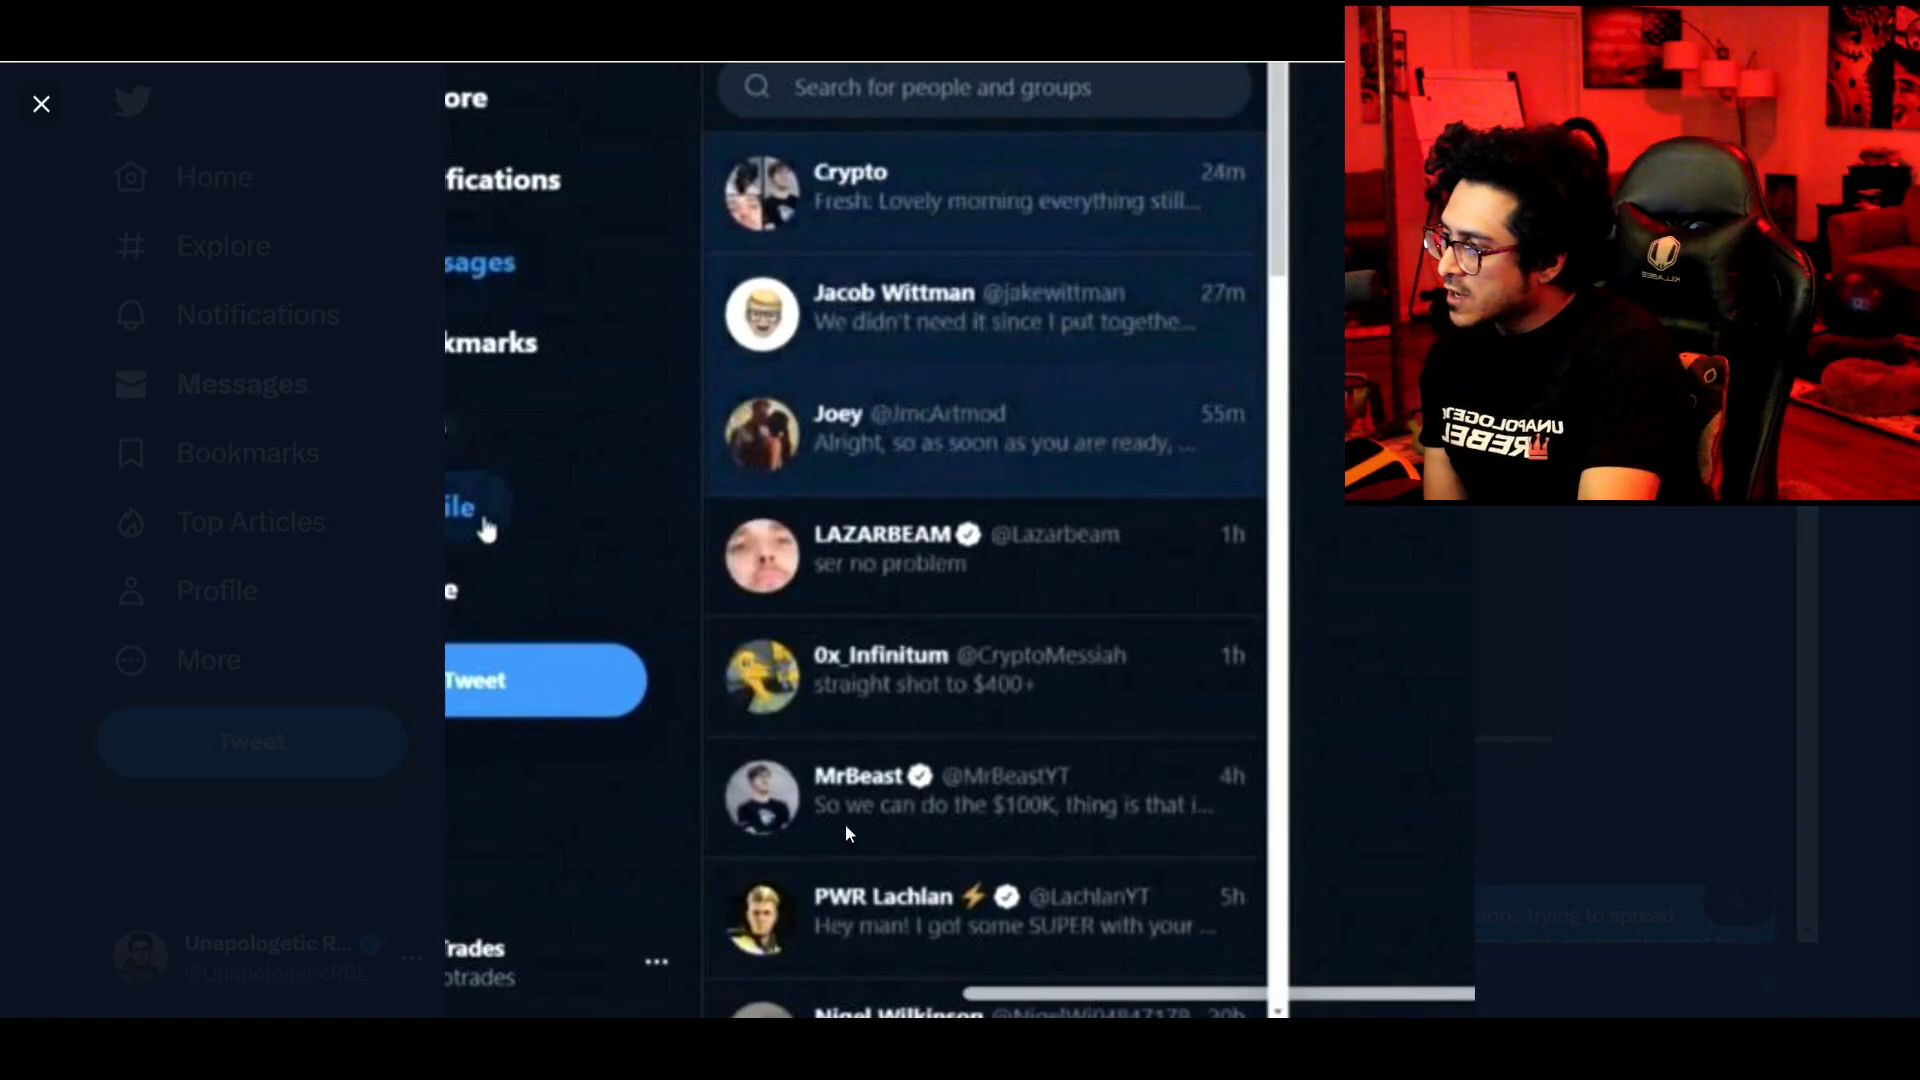 Home
Explore
Notifications
Messages
Bookmarks
Top Articles
Profile
More
Tweet
Unapologetic R...
@UnapologeticRBL
ore
fications
sages
kmarks
ile
e
Tweet
Trades
otrades
Search for people and groups
Crypto 24m
Fresh: Lovely morning everything still...
Jacob Wittman @jakewittman 27m
We didn't need it since I put togethe...
Joey @JmcArtmod 55m
Alright, so as soon as you are ready, ...
LAZARBEAM @Lazarbeam 1h
ser no problem
0x_Infinitum @CryptoMessiah 1h
straight shot to $400+
MrBeast @MrBeastYT 4h
So we can do the $100K, thing is that i...
PWR Lachlan ⚡ @LachlanYT 5h
Hey man! I got some SUPER with your ...
Nigel Wilkinson 20h
UNAPOLOGET
REBEL
KILLABEE
son.. trying to spread